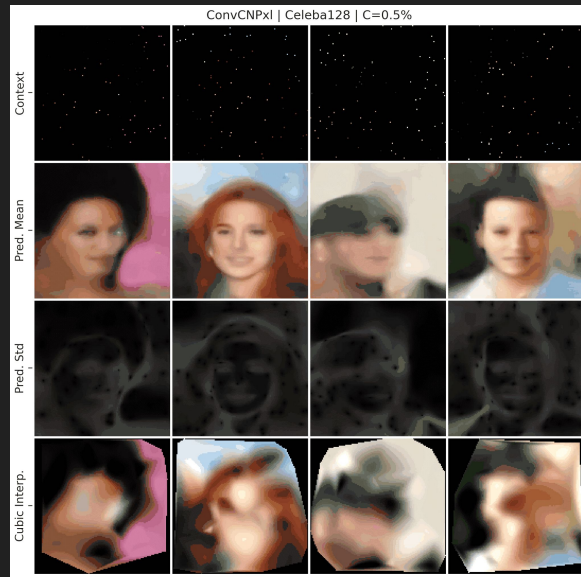 ConvCNPxl | Celeba128 | C=0.5%
Context
Pred. Mean
Pred. Std
Cubic Interp.